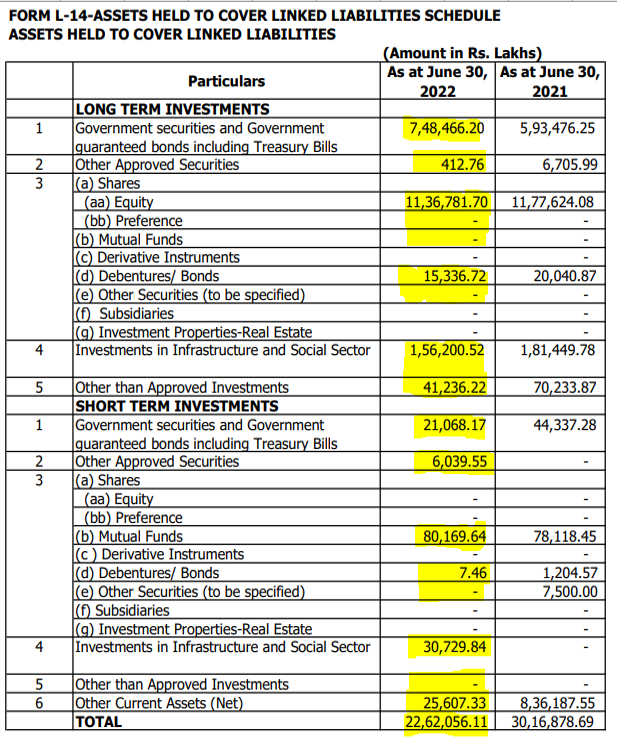 FORM L-14-ASSETS HELD TO COVER LINKED LIABILITIES SCHEDULE
ASSETS HELD TO COVER LINKED LIABILITIES
(Amount in Rs. Lakhs)
Particulars As at June 30, 2022 As at June 30, 2021
LONG TERM INVESTMENTS
1 Government securities and Government guaranteed bonds including Treasury Bills 7,48,466.20 5,93,476.25
2 Other Approved Securities 412.76 6,705.99
3 (a) Shares
(aa) Equity 11,36,781.70 11,77,624.08
(bb) Preference - -
(b) Mutual Funds - -
(c) Derivative Instruments - -
(d) Debentures/ Bonds 15,336.72 20,040.87
(e) Other Securities (to be specified) - -
(f) Subsidiaries - -
(g) Investment Properties-Real Estate - -
4 Investments in Infrastructure and Social Sector 1,56,200.52 1,81,449.78
5 Other than Approved Investments 41,236.22 70,233.87
SHORT TERM INVESTMENTS
1 Government securities and Government guaranteed bonds including Treasury Bills 21,068.17 44,337.28
2 Other Approved Securities 6,039.55 -
3 (a) Shares
(aa) Equity - -
(bb) Preference - -
(b) Mutual Funds 80,169.64 78,118.45
(c ) Derivative Instruments - -
(d) Debentures/ Bonds 7.46 1,204.57
(e) Other Securities (to be specified) - 7,500.00
(f) Subsidiaries - -
(g) Investment Properties-Real Estate - -
4 Investments in Infrastructure and Social Sector 30,729.84 -
5 Other than Approved Investments - -
6 Other Current Assets (Net) 25,607.33 8,36,187.55
TOTAL 22,62,056.11 30,16,878.69